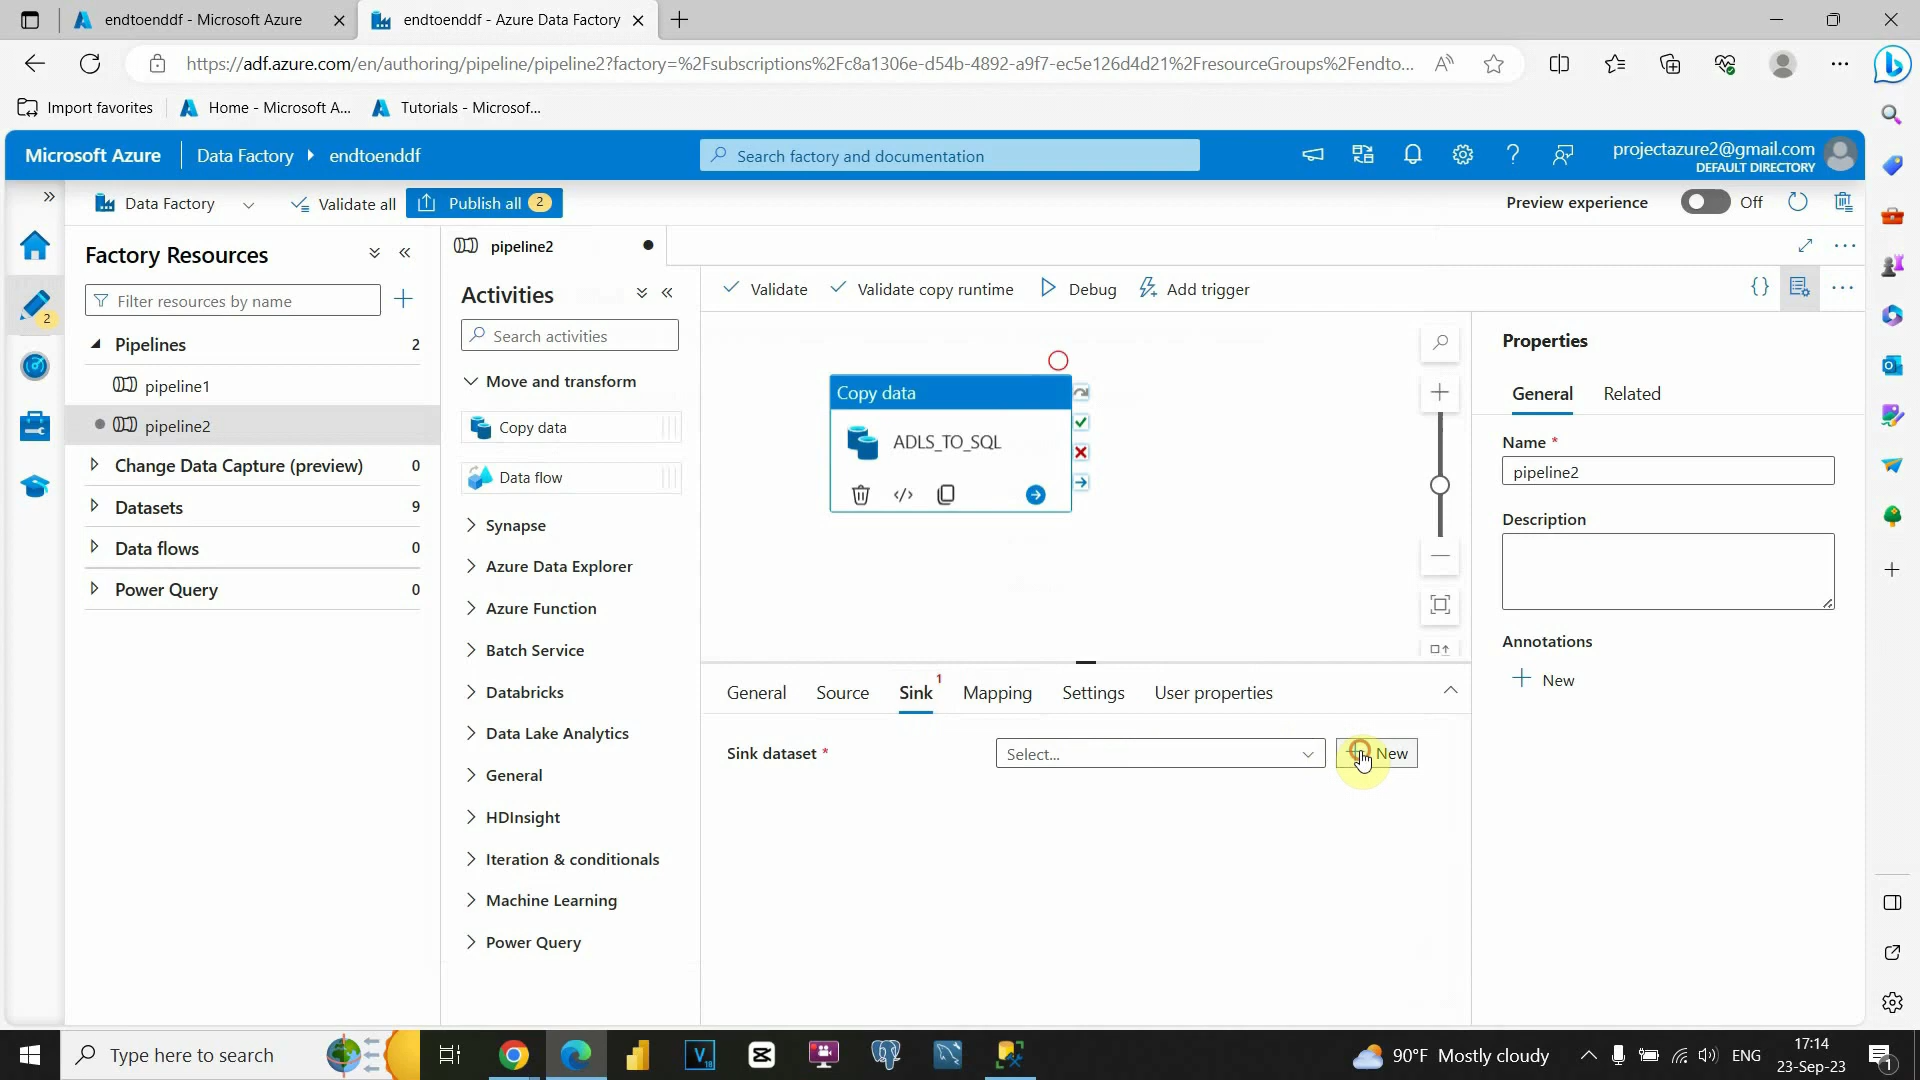 endtoenddf - Microsoft Azure
endtoenddf - Azure Data Factory
https://adf.azure.com/en/authoring/pipeline/pipeline2?factory=%2Fsubscriptions%2Fc8a1306e-d54b-4892-a9f7-ec5e126d4d21%2FresourceGroups%2Fendto...
Import favorites
Home - Microsoft A...
Tutorials - Microsof...
Microsoft Azure
Data Factory
endtoenddf
Search factory and documentation
projectazure2@gmail.com
DEFAULT DIRECTORY
Data Factory
Validate all
Publish all 2
Preview experience
Off
Factory Resources
Filter resources by name
2
Pipelines 2
pipeline1
pipeline2
Change Data Capture (preview) 0
Datasets 9
Data flows 0
Power Query 0
pipeline2
Activities
Search activities
Move and transform
Copy data
Data flow
Synapse
Azure Data Explorer
Azure Function
Batch Service
Databricks
Data Lake Analytics
General
HDInsight
Iteration & conditionals
Machine Learning
Power Query
Validate
Validate copy runtime
Debug
Add trigger
Copy data
ADLS_TO_SQL
General
Source
Sink 1
Mapping
Settings
User properties
Sink dataset *
Select...
New
Properties
General
Related
Name *
pipeline2
Description
Annotations
New
Type here to search
90°F Mostly cloudy
ENG
17:14
23-Sep-23
1